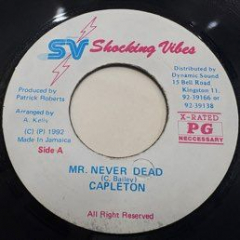 SV Shocking Vibes
Produced by
Patrick Roberts
Arranged by
A. Kelly
C (P) 1992
Made in Jamaica
Side A
Distributed by
Dynamic Sound
15 Bell Road
Kingston 11.
92-39166 or
92-39138
X-RATED
PG
NECCERSARY
MR. NEVER DEAD
(C. Bailey)
CAPLETON
All Right Reserved